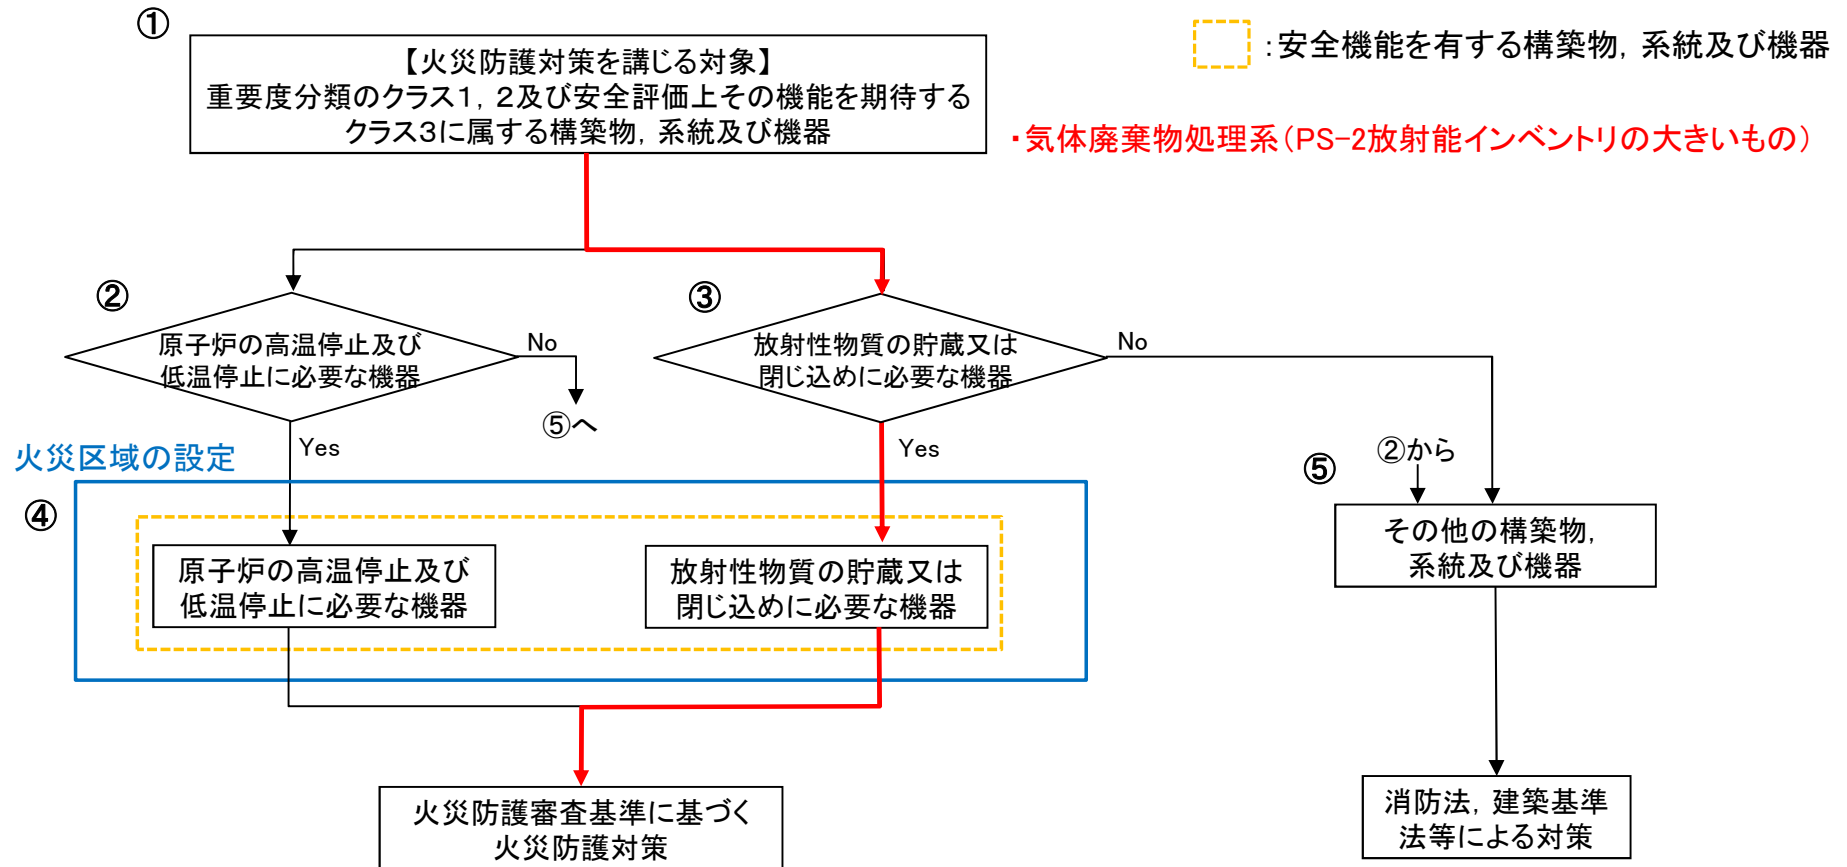 ①
【火災防護対策を講じる対象】
重要度分類のクラス1，2及び安全評価上その機能を期待する
クラス3に属する構築物，系統及び機器
：安全機能を有する構築物，系統及び機器
・気体廃棄物処理系（PS-2放射能インベントリの大きいもの）
②
原子炉の高温停止及び
低温停止に必要な機器
No
⑤へ
Yes
③
放射性物質の貯蔵又は
閉じ込めに必要な機器
No
Yes
火災区域の設定
④
原子炉の高温停止及び
低温停止に必要な機器
放射性物質の貯蔵又は
閉じ込めに必要な機器
②から
⑤
その他の構築物，
系統及び機器
火災防護審査基準に基づく
火災防護対策
消防法，建築基準
法等による対策